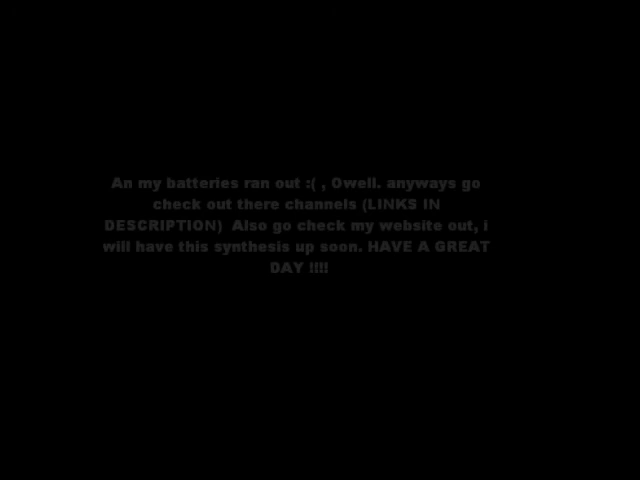 An my batteries ran out :( , Owell. anyways go
check out there channels (LINKS IN
DESCRIPTION)  Also go check my website out, i
will have this synthesis up soon. HAVE A GREAT
DAY !!!!